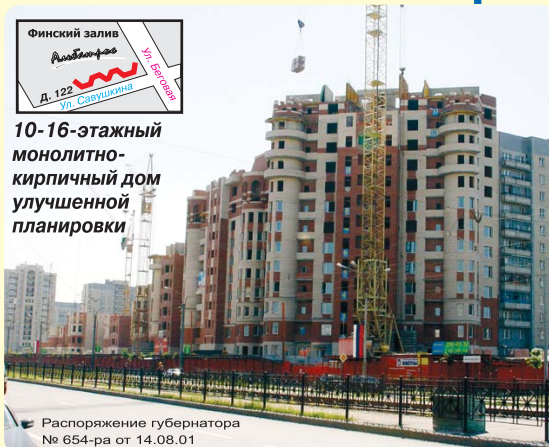 Финский залив
Альбатрос
Ул. Беговая
Д. 122
Ул. Савушкина
10-16-этажный
монолитно-
кирпичный дом
улучшенной
планировки
Распоряжение губернатора
№ 654-ра от 14.08.01